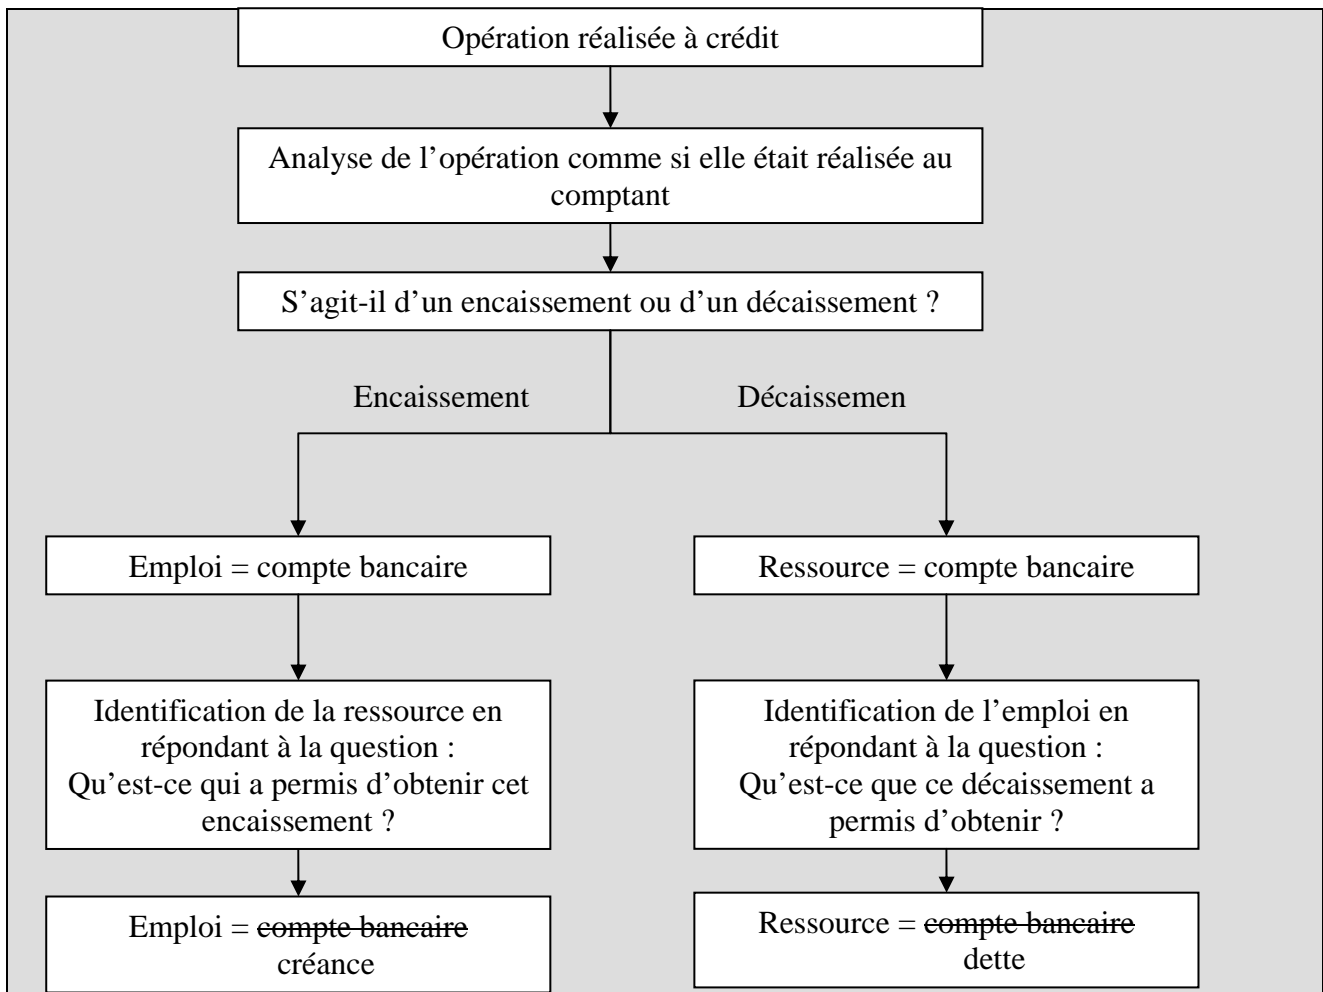 Opération réalisée à crédit
Analyse de l’opération comme si elle était réalisée au
comptant
S’agit-il d’un encaissement ou d’un décaissement ?
Encaissement
Décaissemen
Emploi = compte bancaire
Ressource = compte bancaire
Identification de la ressource en
répondant à la question :
Qu’est-ce qui a permis d’obtenir cet
encaissement ?
Identification de l’emploi en
répondant à la question :
Qu’est-ce que ce décaissement a
permis d’obtenir ?
Emploi = compte bancaire
créance
Ressource = compte bancaire
dette